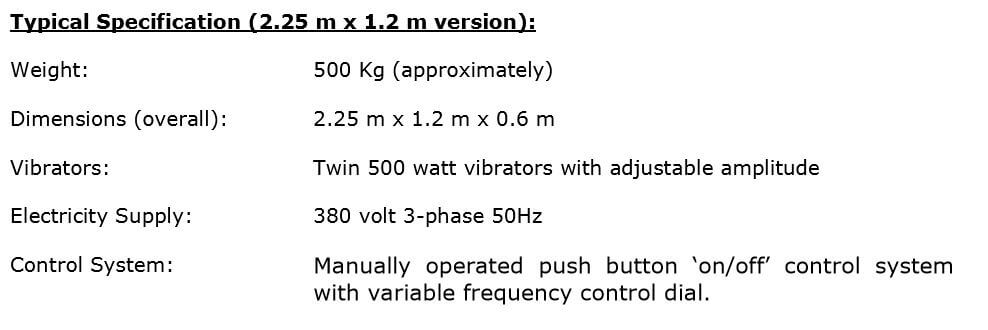 Typical Specification (2.25 m x 1.2 m version):
Weight: 500 Kg (approximately)
Dimensions (overall): 2.25 m x 1.2 m x 0.6 m
Vibrators: Twin 500 watt vibrators with adjustable amplitude
Electricity Supply: 380 volt 3-phase 50Hz
Control System: Manually operated push button ‘on/off’ control system
with variable frequency control dial.